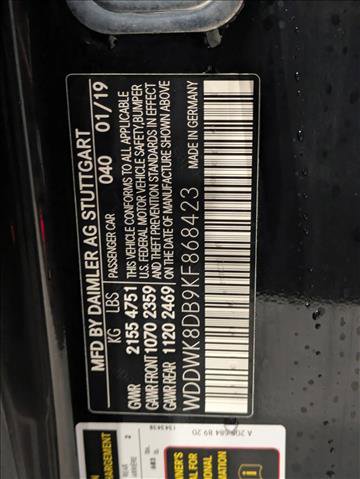 MFD BY DAIMLER AG STUTTGART
040 01/19
KG LBS PASSENGER CAR
GVWR 2155 4751
GAWR FRONT 1070 2359
GAWR REAR 1120 2469
THIS VEHICLE CONFORMS TO ALL APPLICABLE
U.S. FEDERAL MOTOR VEHICLE SAFETY, BUMPER,
AND THEFT PREVENTION STANDARDS IN EFFECT
ON THE DATE OF MANUFACTURE SHOWN ABOVE.
WDDWK8DB9KF868423
MADE IN GERMANY